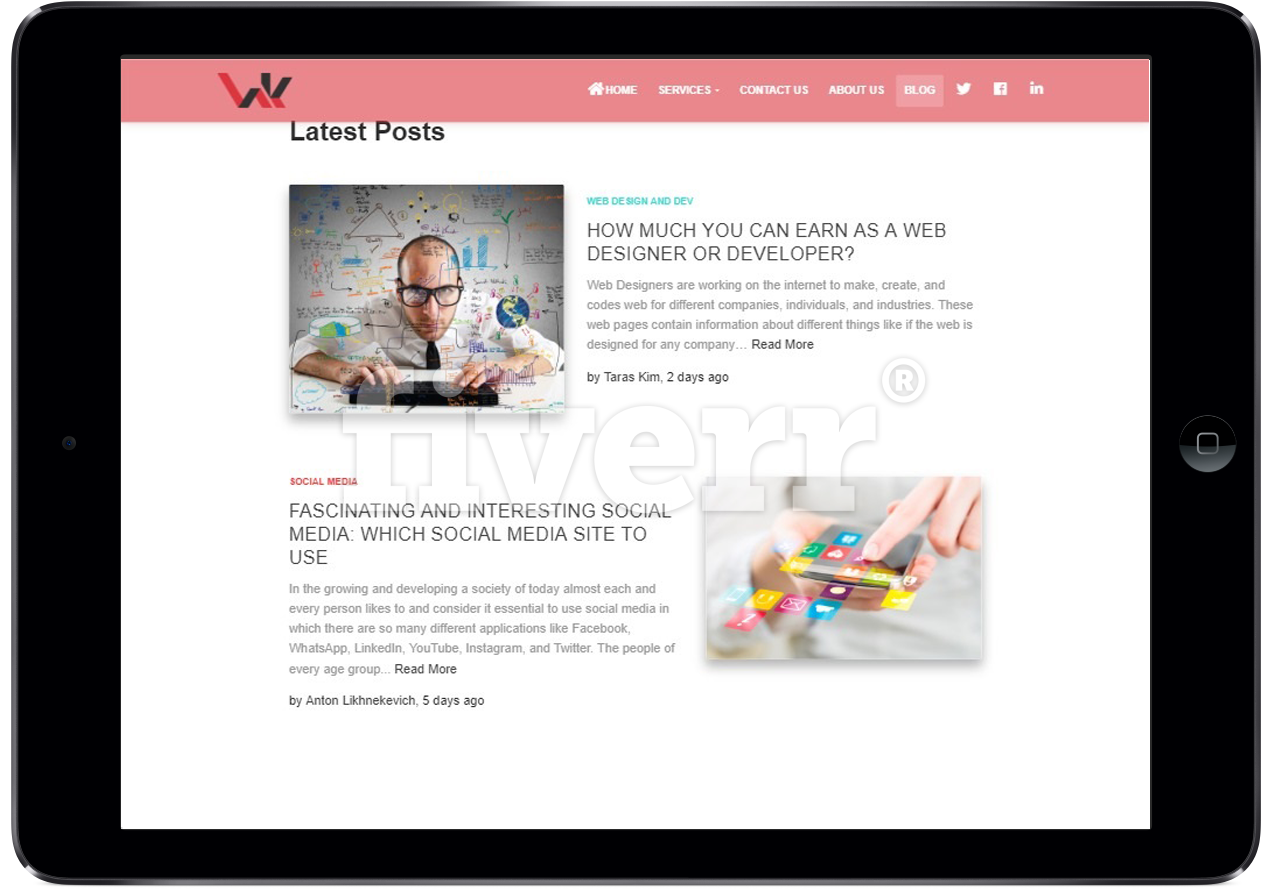 HOME SERVICES CONTACT US ABOUT US BLOG
Latest Posts
WEB DESIGN AND DEV
HOW MUCH YOU CAN EARN AS A WEB
DESIGNER OR DEVELOPER?
Web Designers are working on the internet to make, create, and
codes web for different companies, individuals, and industries. These
web pages contain information about different things like if the web is
designed for any company… Read More
by Taras Kim, 2 days ago
fiverr®
SOCIAL MEDIA
FASCINATING AND INTERESTING SOCIAL
MEDIA: WHICH SOCIAL MEDIA SITE TO
USE
In the growing and developing a society of today almost each and
every person likes to and consider it essential to use social media in
which there are so many different applications like Facebook,
WhatsApp, LinkedIn, YouTube, Instagram, and Twitter. The people of
every age group... Read More
by Anton Likhnekevich, 5 days ago